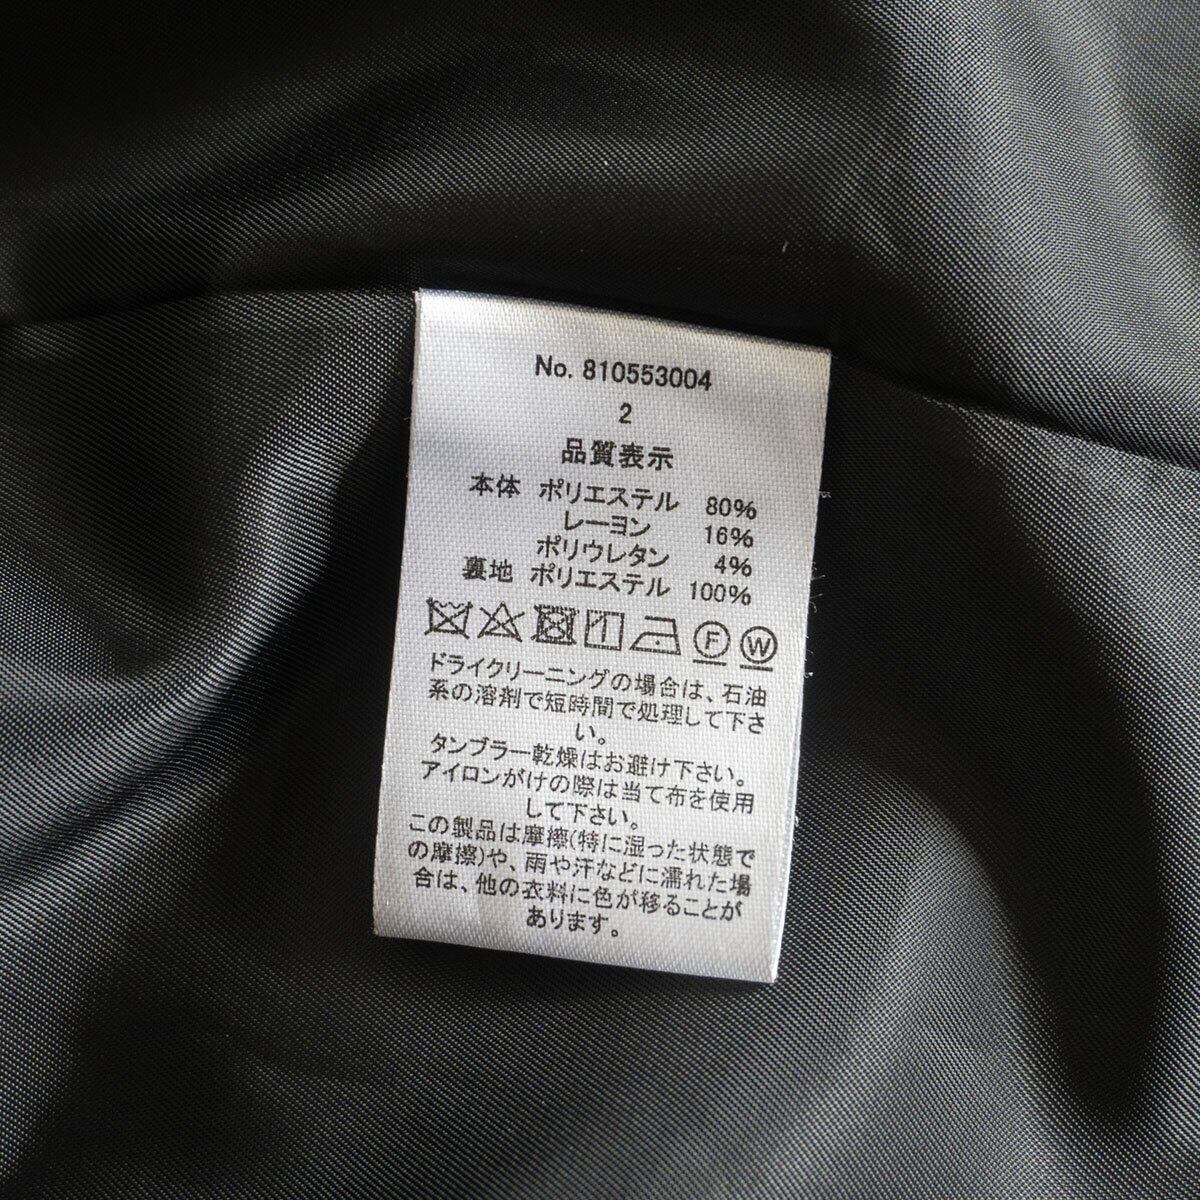 No. 810553004
2
品質表示
本体 ポリエステル 80%
レーヨン 16%
ポリウレタン 4%
裏地 ポリエステル 100%
F W
ドライクリーニングの場合は、石油
系の溶剤で短時間で処理して下さ
い。
タンブラー乾燥はお避け下さい。
アイロンがけの際は当て布を使用
して下さい。
この製品は摩擦(特に湿った状態で
の摩擦)や、雨や汗などに濡れた場
合は、他の衣料に色が移ることが
あります。